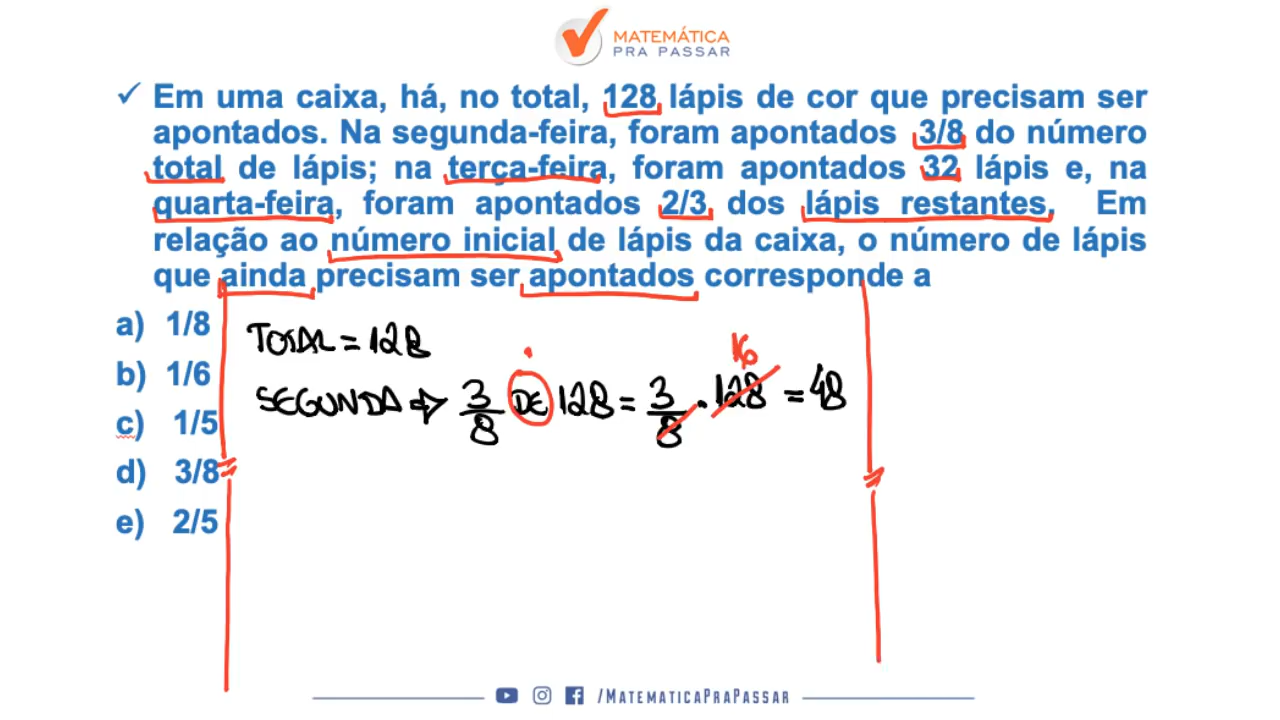 MATEMÁTICA
PRA PASSAR
✓ Em uma caixa, há, no total, 128 lápis de cor que precisam ser
apontados. Na segunda-feira, foram apontados 3/8 do número
total de lápis; na terça-feira, foram apontados 32 lápis e, na
quarta-feira, foram apontados 2/3 dos lápis restantes. Em
relação ao número inicial de lápis da caixa, o número de lápis
que ainda precisam ser apontados corresponde a
a) 1/8
b) 1/6
c) 1/5
d) 3/8
e) 2/5
TOTAL = 128
16
SEGUNDA ⇒ 3/8 DE 128 = 3/8 · 128 = 48
/MATEMATICAPRAPASSAR